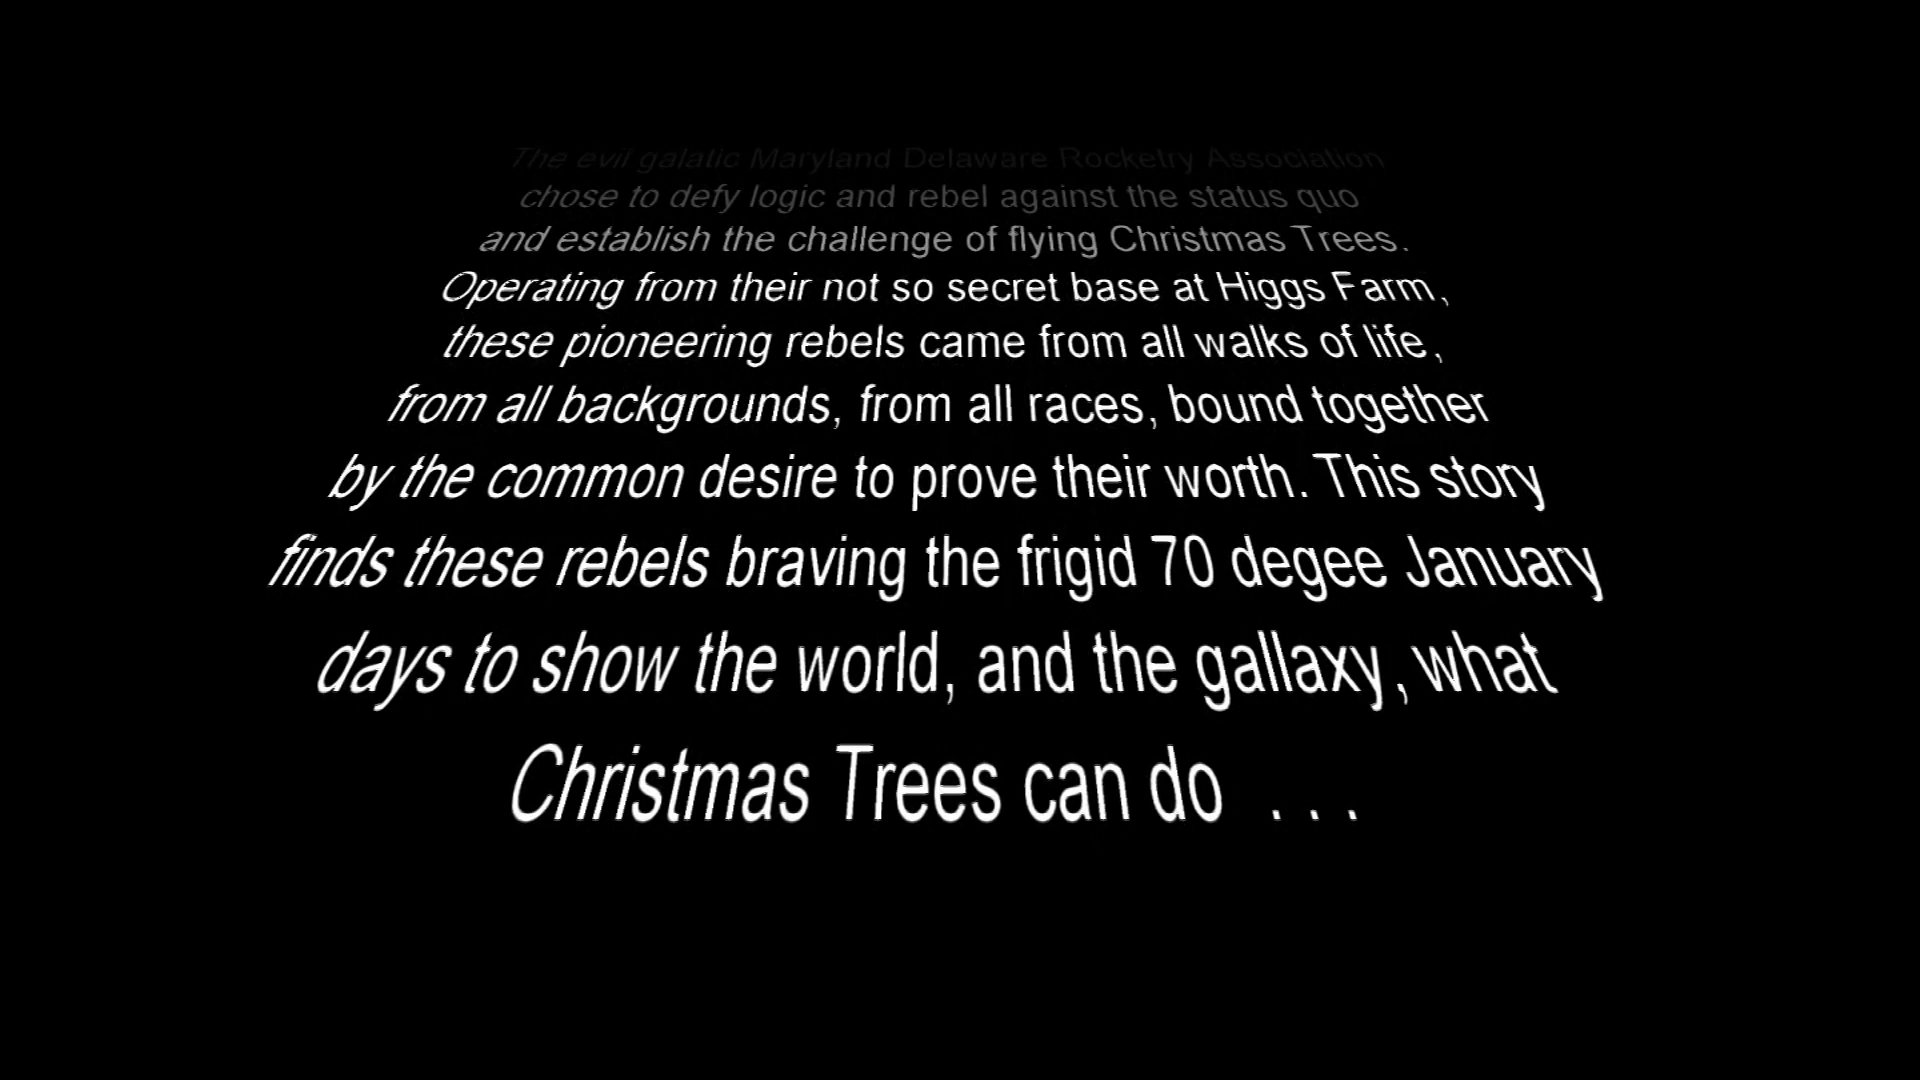 The evil galatic Maryland Delaware Rocketry Association
chose to defy logic and rebel against the status quo
and establish the challenge of flying Christmas Trees.
Operating from their not so secret base at Higgs Farm,
these pioneering rebels came from all walks of life,
from all backgrounds, from all races, bound together
by the common desire to prove their worth. This story
finds these rebels braving the frigid 70 degee January
days to show the world, and the gallaxy, what
Christmas Trees can do . . .